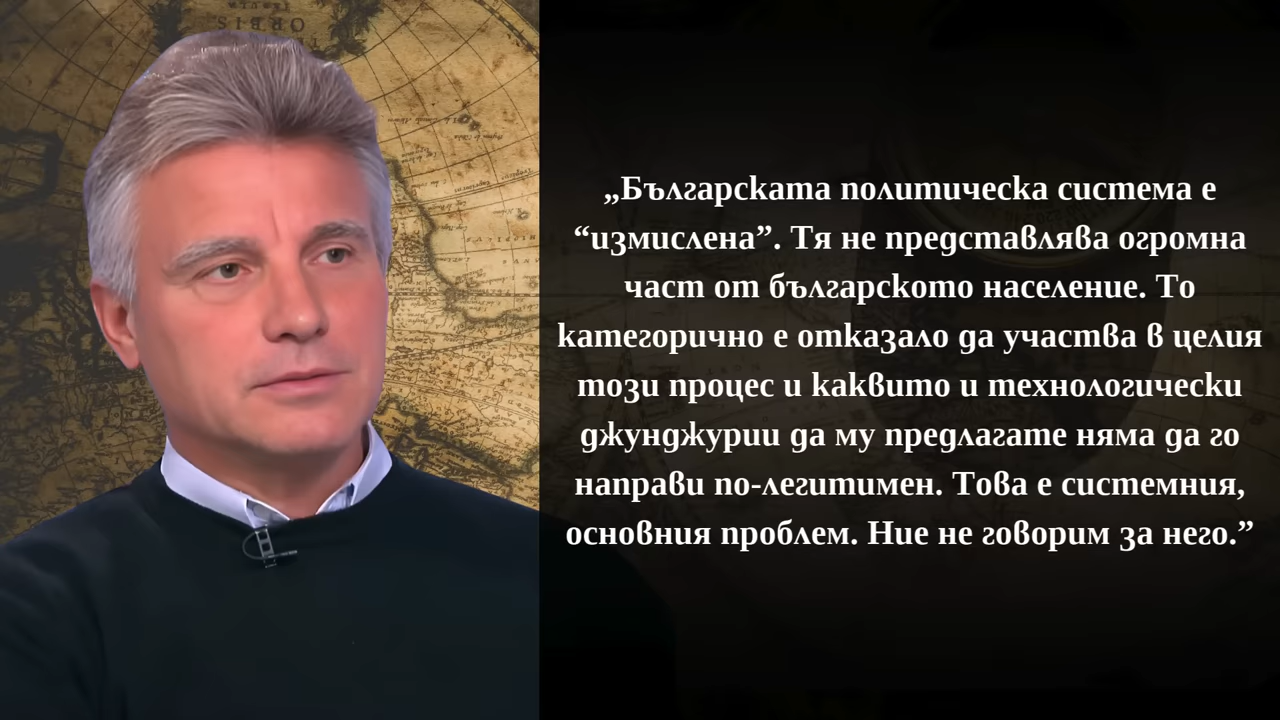 ORBIS
„Българската политическа система е
“измислена”. Тя не представлява огромна
част от българското население. То
категорично е отказало да участва в целия
този процес и каквито и технологически
джунджурии да му предлагате няма да го
направи по-легитимен. Това е системния,
основния проблем. Ние не говорим за него.”